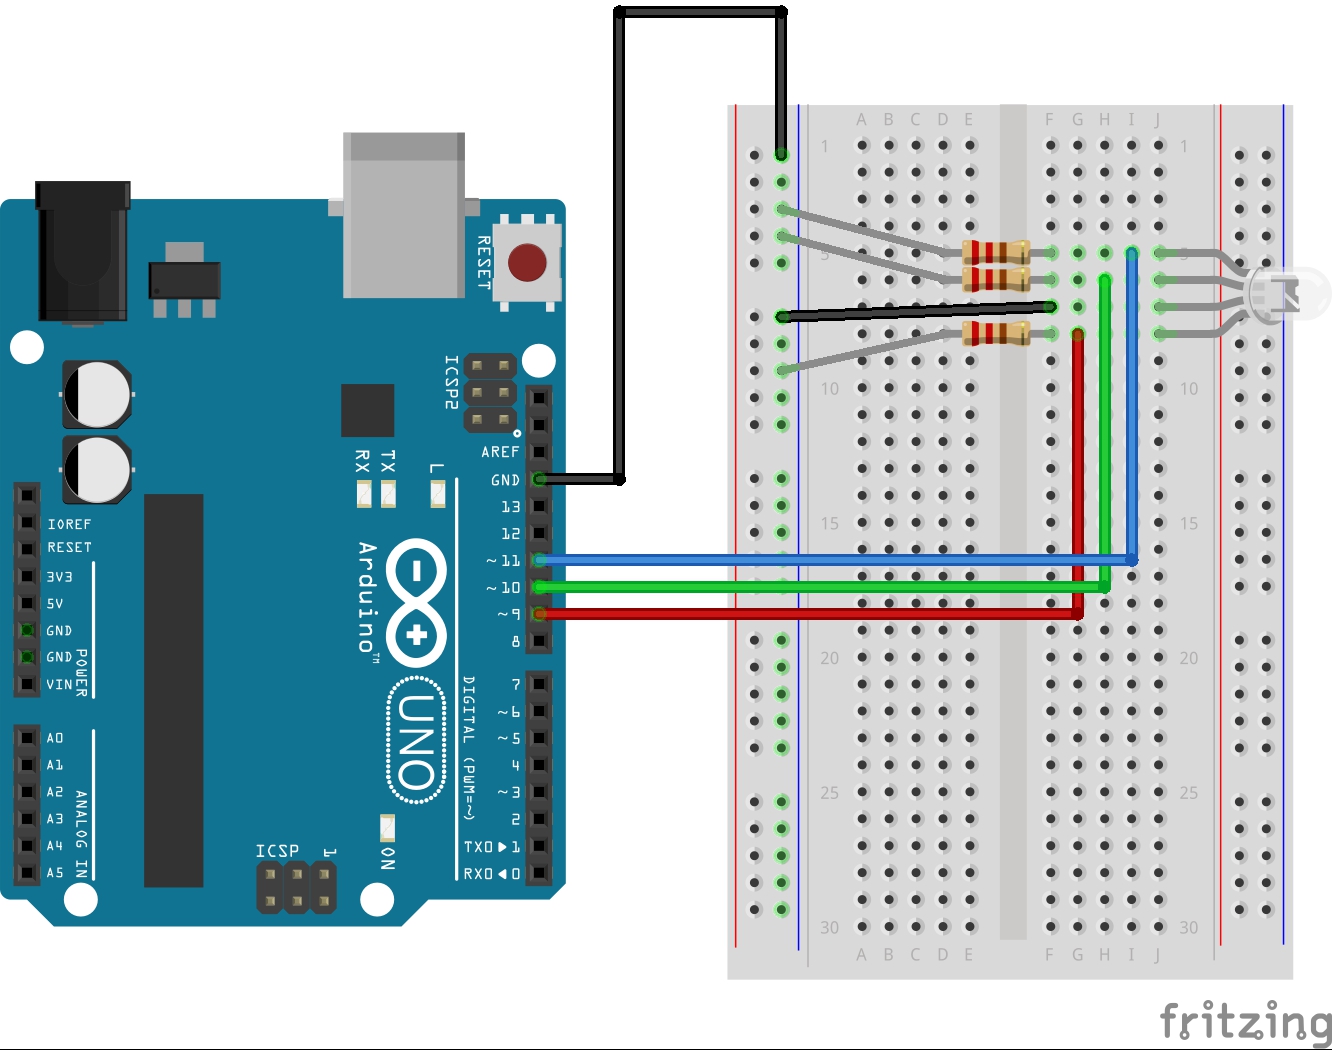 RESET
ICSP2
AREF
GND
13
12
~11
~10
~9
8
7
~6
~5
4
~3
2
TX0▶1
RX0◀0
RX
TX
L
Arduino™
UNO
DIGITAL (PWM=~)
ON
ICSP
1
IOREF
RESET
3V3
5V
GND
GND
VIN
POWER
A0
A1
A2
A3
A4
A5
ANALOG IN
A B C D E F G H I J
1 1
5 5
10 10
15 15
20 20
25 25
30 30
A B C D E F G H I J
fritzing